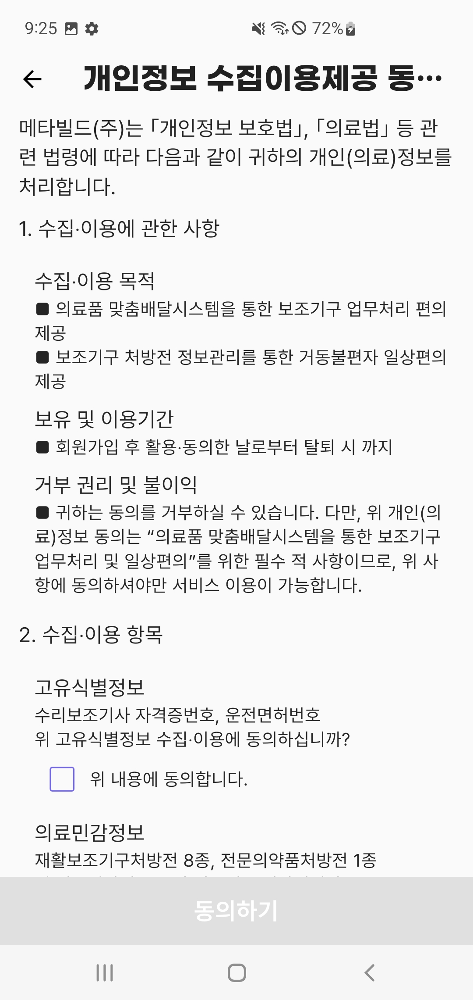 9:25
72%
개인정보 수집이용제공 동…
메타빌드(주)는 「개인정보 보호법」, 「의료법」 등 관
련 법령에 따라 다음과 같이 귀하의 개인(의료)정보를
처리합니다.
1. 수집·이용에 관한 사항
수집·이용 목적
■ 의료품 맞춤배달시스템을 통한 보조기구 업무처리 편의
제공
■ 보조기구 처방전 정보관리를 통한 거동불편자 일상편의
제공
보유 및 이용기간
■ 회원가입 후 활용·동의한 날로부터 탈퇴 시 까지
거부 권리 및 불이익
■ 귀하는 동의를 거부하실 수 있습니다. 다만, 위 개인(의
료)정보 동의는 “의료품 맞춤배달시스템을 통한 보조기구
업무처리 및 일상편의”를 위한 필수 적 사항이므로, 위 사
항에 동의하셔야만 서비스 이용이 가능합니다.
2. 수집·이용 항목
고유식별정보
수리보조기사 자격증번호, 운전면허번호
위 고유식별정보 수집·이용에 동의하십니까?
위 내용에 동의합니다.
의료민감정보
재활보조기구처방전 8종, 전문의약품처방전 1종
동의하기